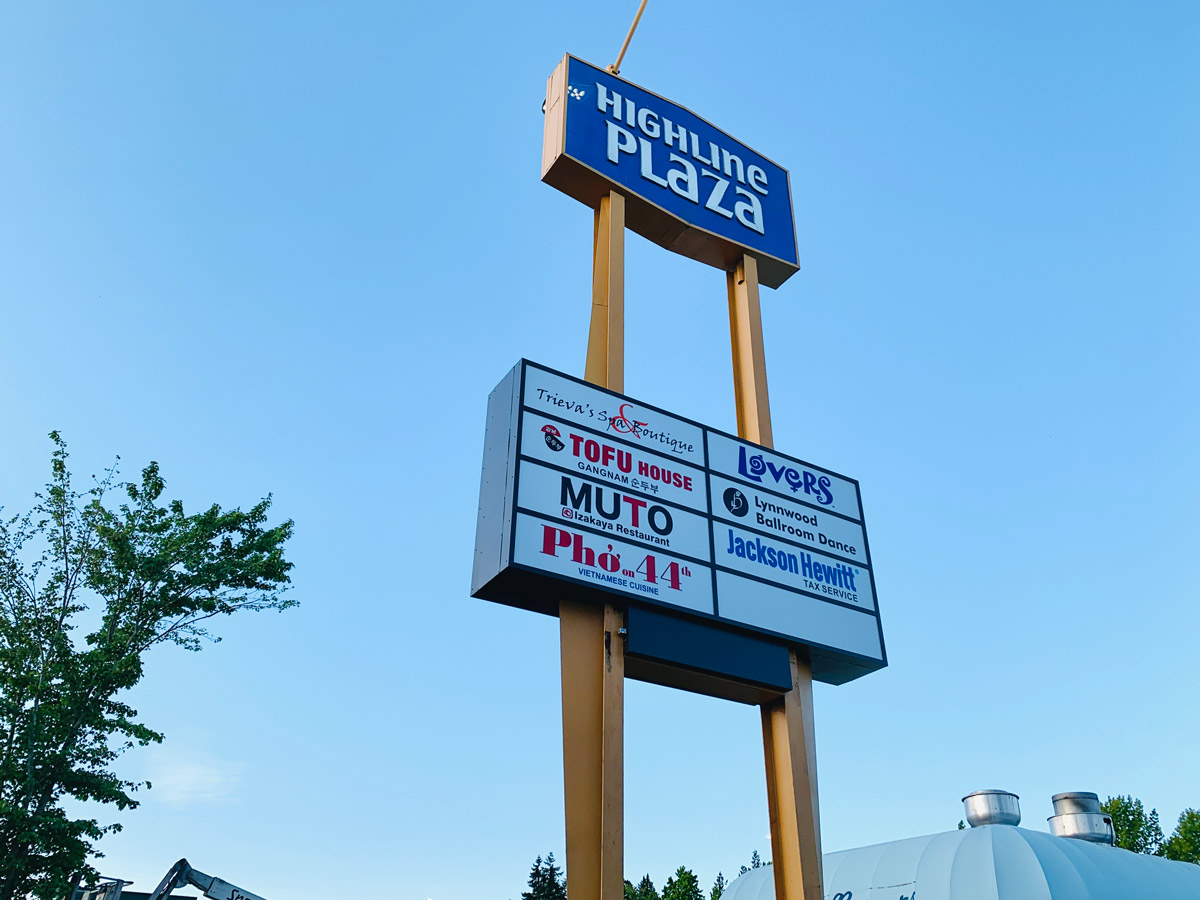 HIGHLINE
PLAZA
Trieva's Spa & Boutique
TOFU HOUSE
GANGNAM 순두부
MUTO
Izakaya Restaurant
Phở on 44th
VIETNAMESE CUISINE
LOVERS
Lynnwood
Ballroom Dance
Jackson Hewitt
TAX SERVICE